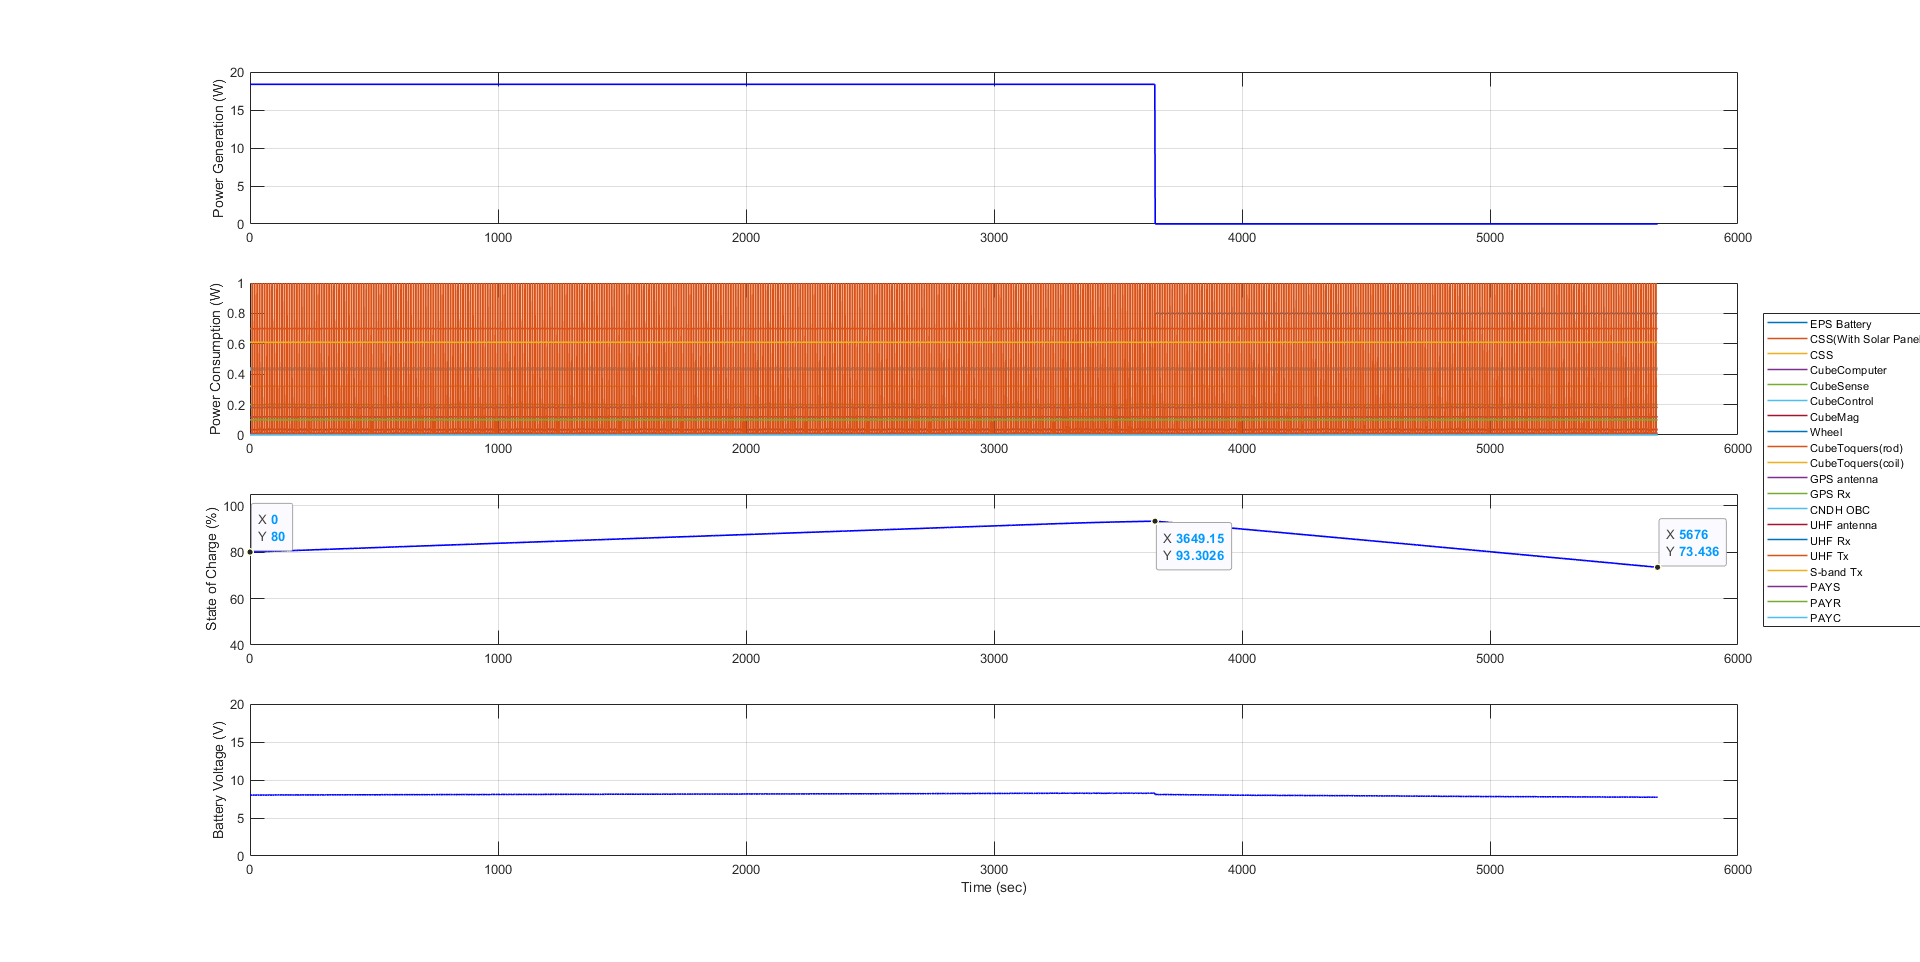 Power Generation (W)
20
15
10
5
0
0 1000 2000 3000 4000 5000 6000
Power Consumption (W)
1
0.8
0.6
0.4
0.2
0
0 1000 2000 3000 4000 5000 6000
EPS Battery
CSS(With Solar Panel
CSS
CubeComputer
CubeSense
CubeControl
CubeMag
Wheel
CubeToquers(rod)
CubeToquers(coil)
GPS antenna
GPS Rx
CNDH OBC
UHF antenna
UHF Rx
UHF Tx
S-band Tx
PAYS
PAYR
PAYC
State of Charge (%)
100
80
60
40
X 0
Y 80
X 3649.15
Y 93.3026
X 5676
Y 73.436
0 1000 2000 3000 4000 5000 6000
Battery Voltage (V)
20
15
10
5
0
0 1000 2000 3000 4000 5000 6000
Time (sec)